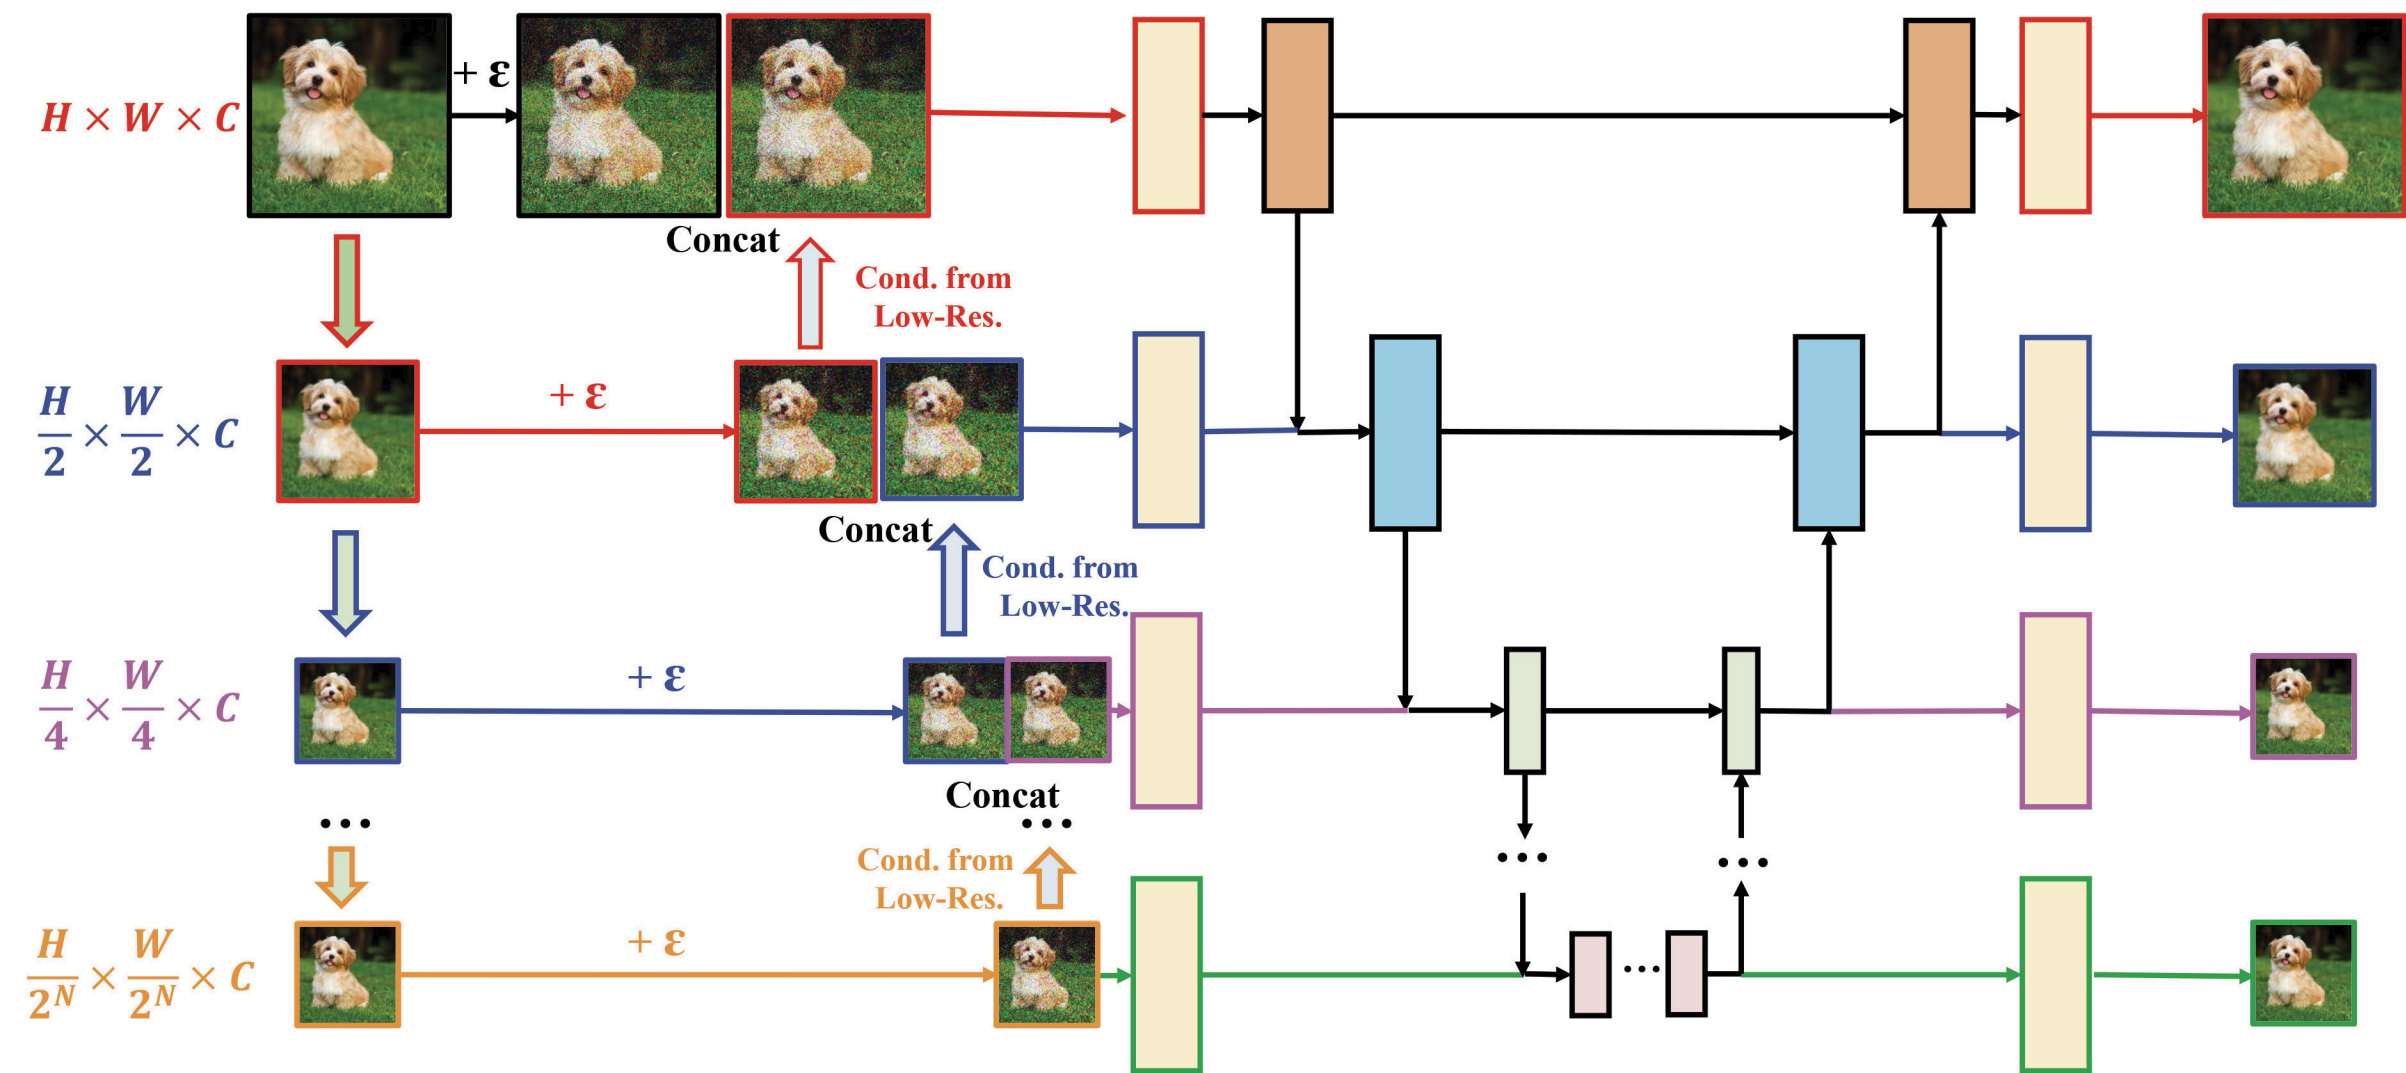 H × W × C
+ ε
Concat
Cond. from
Low-Res.
H/2 × W/2 × C
+ ε
Concat
Cond. from
Low-Res.
H/4 × W/4 × C
+ ε
Concat
...
...
...
...
Cond. from
Low-Res.
H/2^N × W/2^N × C
+ ε
...